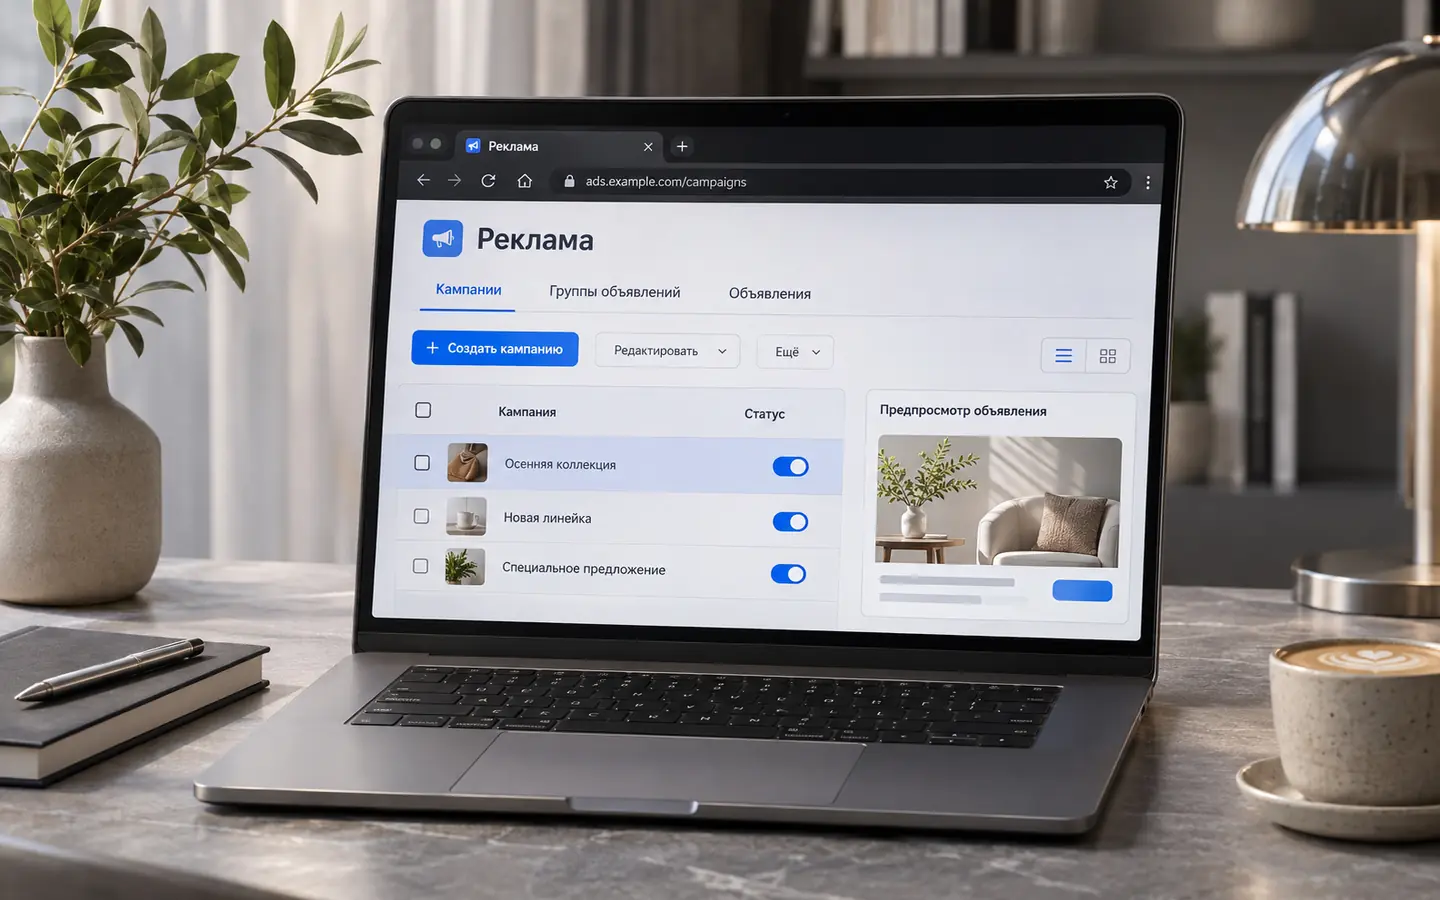 Реклама
ads.example.com/campaigns
Реклама
Кампании Группы объявлений Объявления
+ Создать кампанию Редактировать Ещё
Кампания Статус
Предпросмотр объявления
Осенняя коллекция
Новая линейка
Специальное предложение